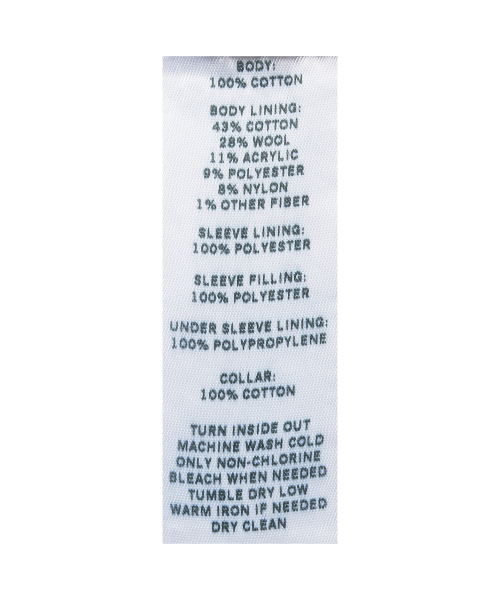 BODY:
100% COTTON
BODY LINING:
43% COTTON
28% WOOL
11% ACRYLIC
9% POLYESTER
8% NYLON
1% OTHER FIBER
SLEEVE LINING:
100% POLYESTER
SLEEVE FILLING:
100% POLYESTER
UNDER SLEEVE LINING:
100% POLYPROPYLENE
COLLAR:
100% COTTON
TURN INSIDE OUT
MACHINE WASH COLD
ONLY NON-CHLORINE
BLEACH WHEN NEEDED
TUMBLE DRY LOW
WARM IRON IF NEEDED
DRY CLEAN